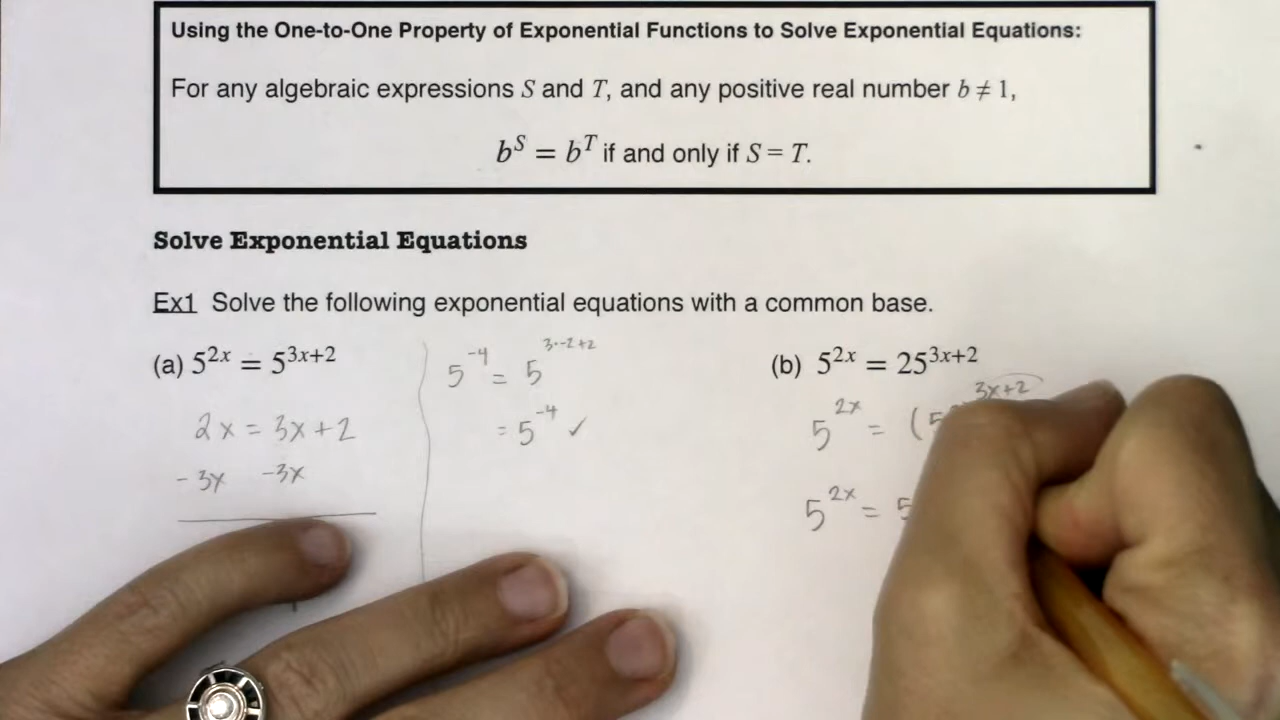 Using the One-to-One Property of Exponential Functions to Solve Exponential Equations:
For any algebraic expressions S and T, and any positive real number b ≠ 1,
b^S = b^T if and only if S = T.
Solve Exponential Equations
Ex1 Solve the following exponential equations with a common base.
(a) 5^{2x} = 5^{3x+2}
2x = 3x+2
-3x -3x
5^{-4} = 5^{3·-2+2}
= 5^{-4} ✓
(b) 5^{2x} = 25^{3x+2}
5^{2x} = (5 3x+2
5^{2x} = 5